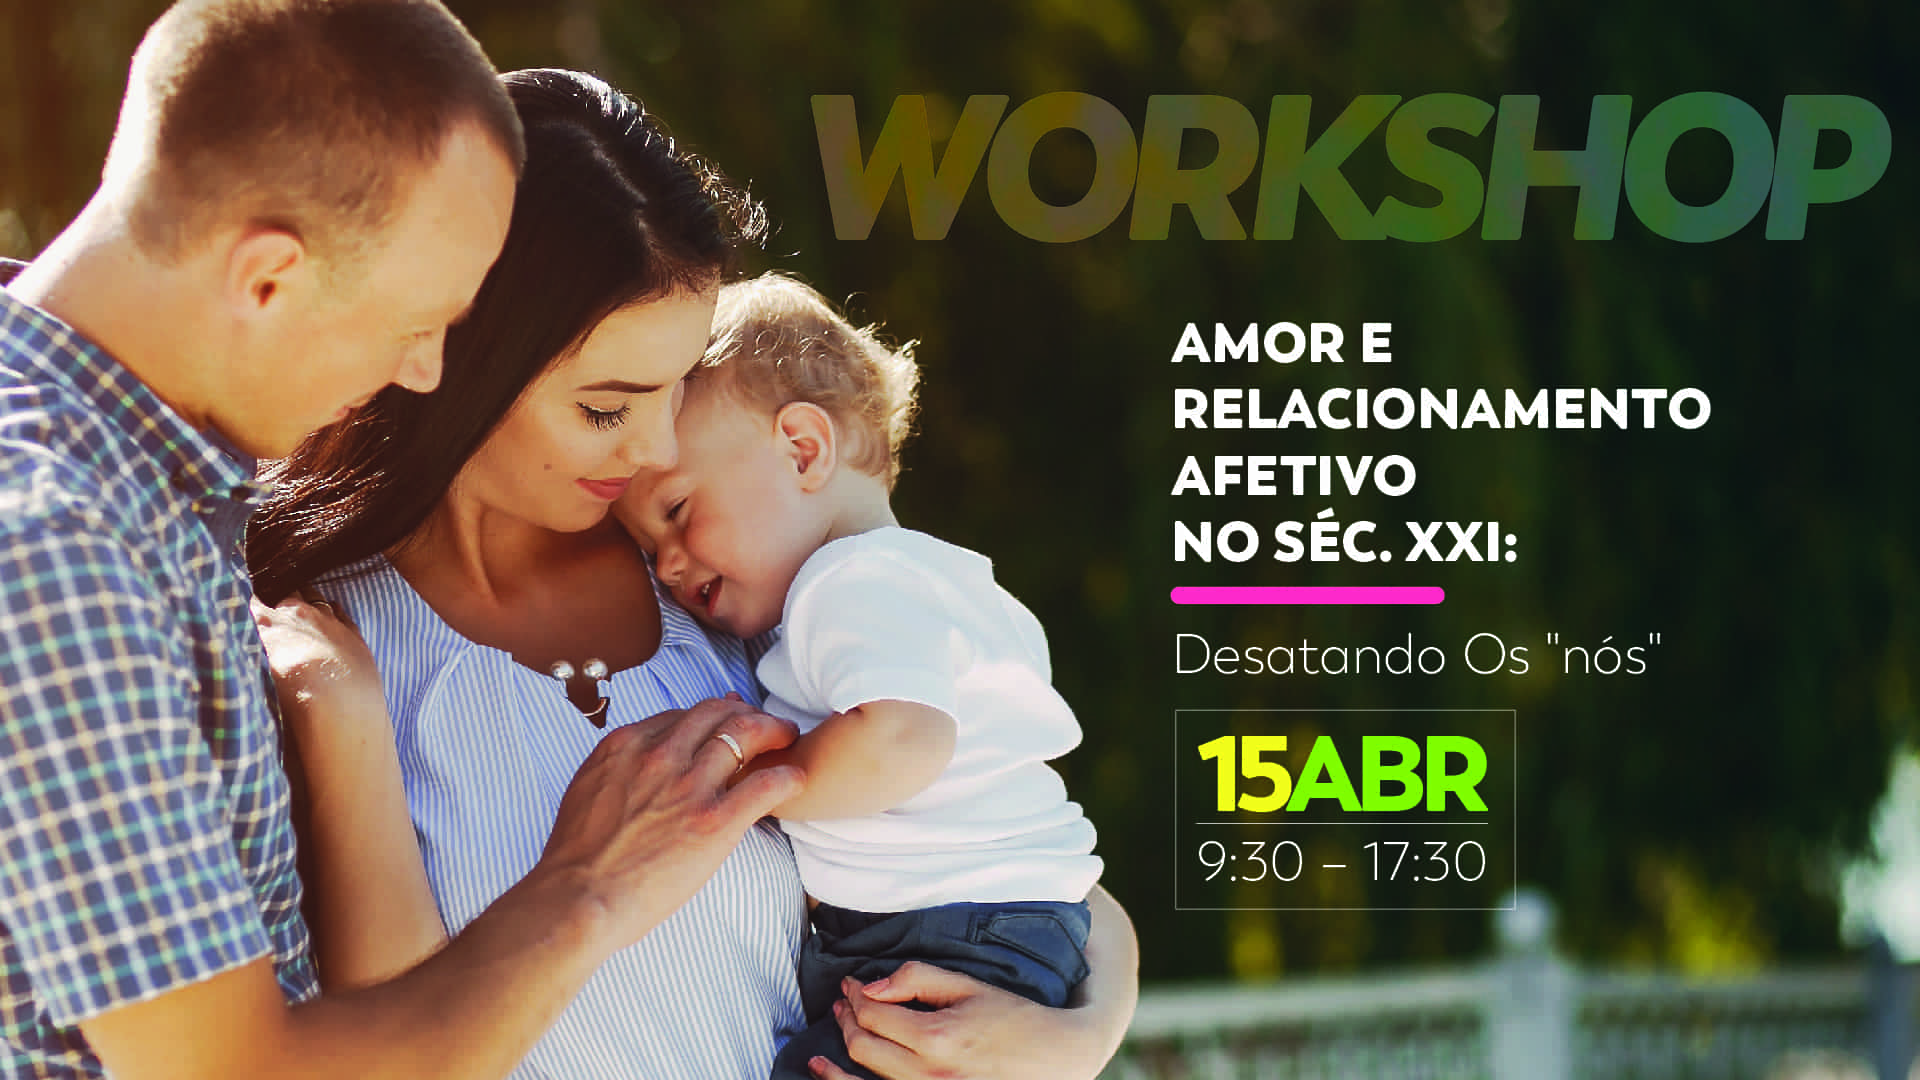 WORKSHOP
AMOR E
RELACIONAMENTO
AFETIVO
NO SÉC. XXI:
Desatando Os "nós"
15ABR
9:30 – 17:30